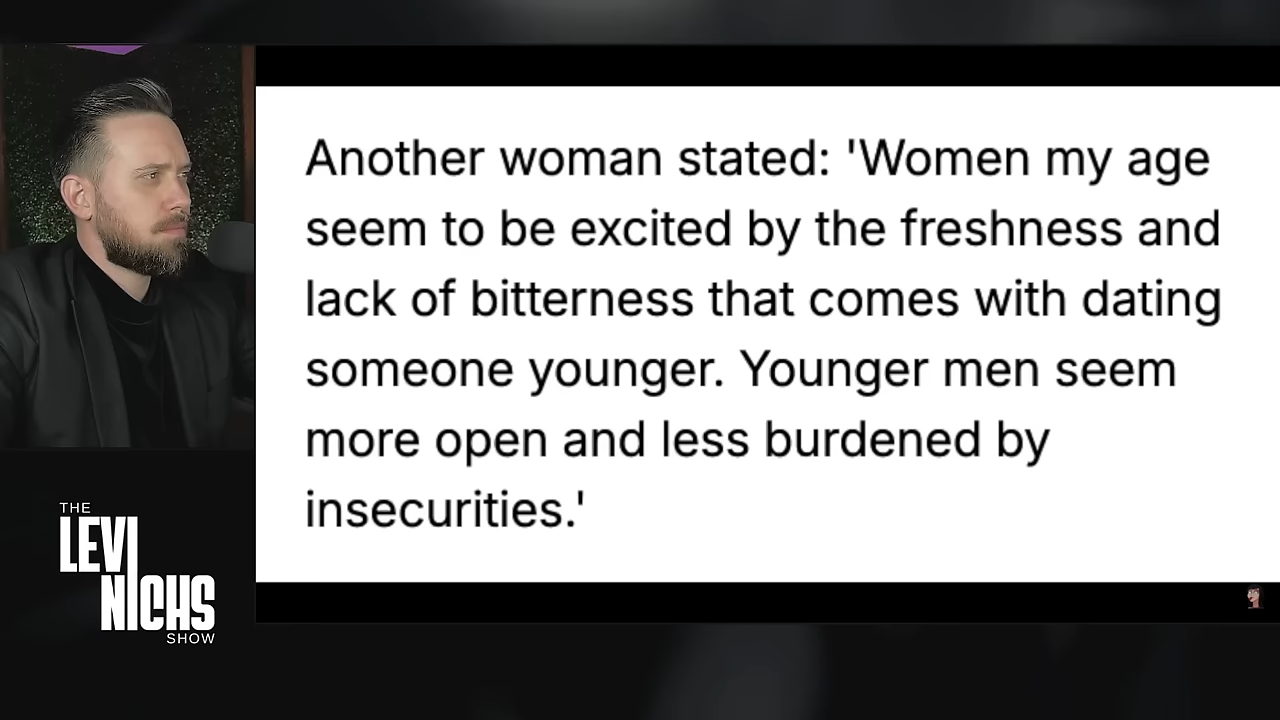 Another woman stated: 'Women my age
seem to be excited by the freshness and
lack of bitterness that comes with dating
someone younger. Younger men seem
more open and less burdened by
insecurities.'
THE
LEVI
NICHS
SHOW